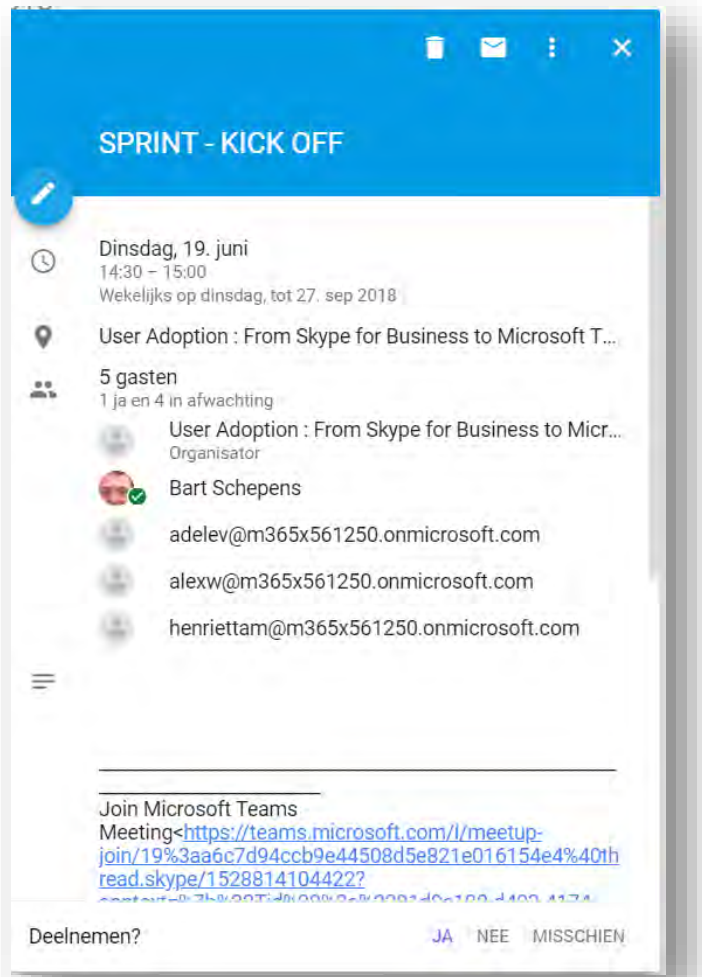 SPRINT - KICK OFF
Dinsdag, 19. juni
14:30 – 15:00
Wekelijks op dinsdag, tot 27. sep 2018
User Adoption : From Skype for Business to Microsoft T...
5 gasten
1 ja en 4 in afwachting
User Adoption : From Skype for Business to Micr...
Organisator
Bart Schepens
adelev@m365x561250.onmicrosoft.com
alexw@m365x561250.onmicrosoft.com
henriettam@m365x561250.onmicrosoft.com
Join Microsoft Teams
Meeting<https://teams.microsoft.com/l/meetup-
join/19%3aa6c7d94ccb9e44508d5e821e016154e4%40th
read.skype/1528814104422?
Deelnemen?
JA NEE MISSCHIEN